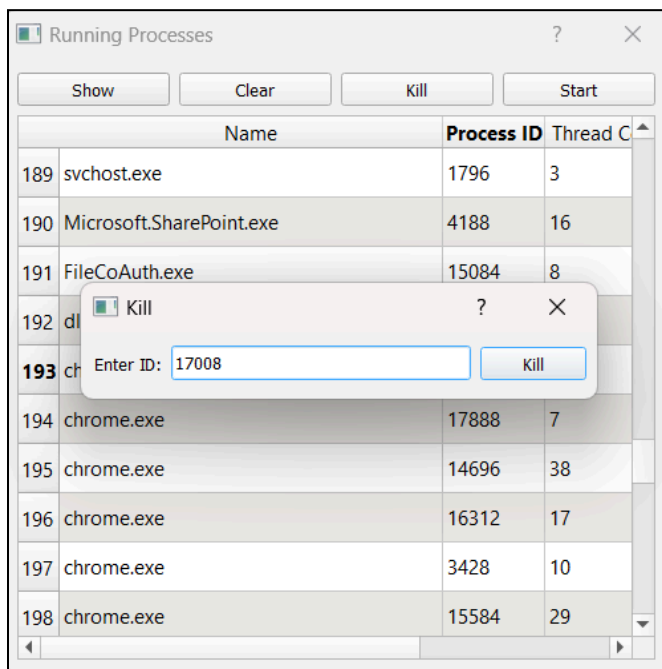 Running Processes ?
Show Clear Kill Start
Name Process ID Thread C
189 svchost.exe 1796 3
190 Microsoft.SharePoint.exe 4188 16
191 FileCoAuth.exe 15084 8
Kill ?
192
Enter ID: 17008 Kill
193
194 chrome.exe 17888 7
195 chrome.exe 14696 38
196 chrome.exe 16312 17
197 chrome.exe 3428 10
198 chrome.exe 15584 29